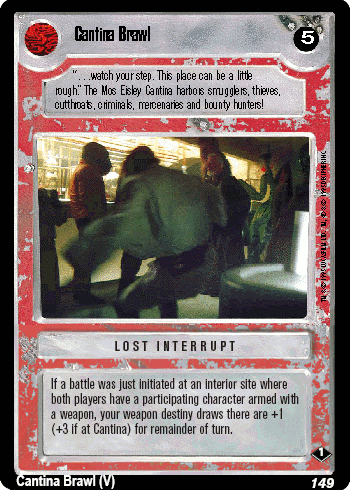 Cantina Brawl
5
“. . .watch your step. This place can be a little
rough.” The Mos Eisley Cantina harbors smugglers, thieves,
cutthroats, criminals, mercenaries and bounty hunters!
LOST INTERRUPT
If a battle was just initiated at an interior site where
both players have a participating character armed
with a weapon, your weapon destiny draws there are +1
(+3 if at Cantina) for remainder of turn.
1
Cantina Brawl (V)
149